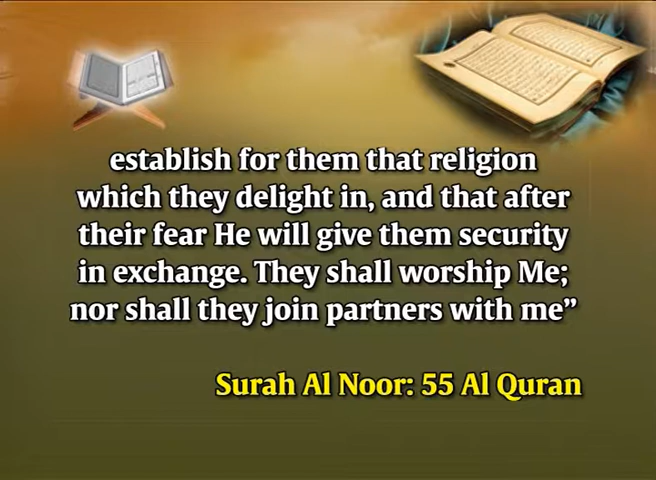 establish for them that religion
which they delight in, and that after
their fear He will give them security
in exchange. They shall worship Me;
nor shall they join partners with me”
Surah Al Noor: 55 Al Quran